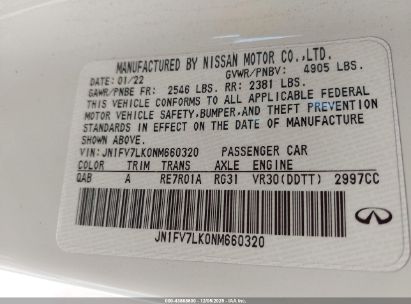 MANUFACTURED BY NISSAN MOTOR CO.,LTD.
DATE: 01/22 GVWR/PNBV: 4905 LBS.
GAWR/PNBE FR: 2546 LBS. RR: 2381 LBS.
THIS VEHICLE CONFORMS TO ALL APPLICABLE FEDERAL
MOTOR VEHICLE SAFETY,BUMPER,AND THEFT PREVENTION
STANDARDS IN EFFECT ON THE DATE OF MANUFACTURE
SHOWN ABOVE.
VIN: JN1FV7LK0NM660320 PASSENGER CAR
COLOR TRIM TRANS AXLE ENGINE
QAB A RE7R01A RG31 VR30(DDTT) 2997CC
JN1FV7LK0NM660320
INFINITI